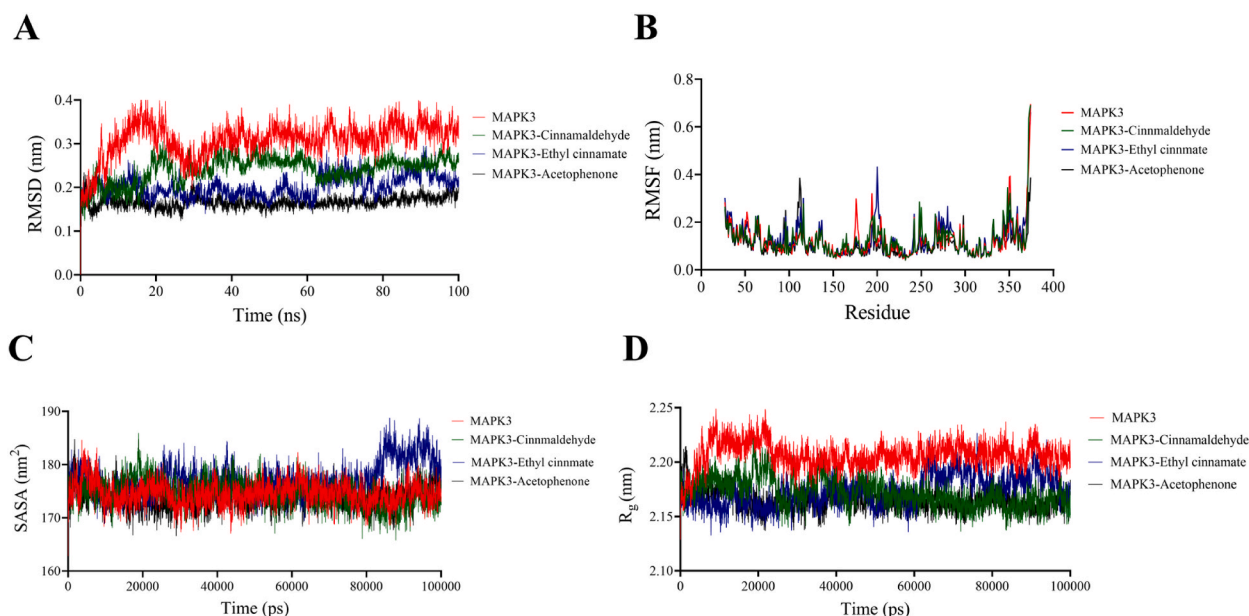 A
RMSD (nm)
0.4
0.3
0.2
0.1
0.0
0
20
40
60
80
100
Time (ns)
MAPK3
MAPK3-Cinnamaldehyde
MAPK3-Ethyl cinnamate
MAPK3-Acetophenone
B
RMSF (nm)
0.8
0.6
0.4
0.2
0.0
0
50
100
150
200
250
300
350
400
Residue
MAPK3
MAPK3-Cinnmaldehyde
MAPK3-Ethyl cinnmate
MAPK3-Acetophenone
C
SASA (nm²)
190
180
170
160
0
20000
40000
60000
80000
100000
Time (ps)
MAPK3
MAPK3-Cinnmaldehyde
MAPK3-Ethyl cinnmate
MAPK3-Acetophenone
D
Rg (nm)
2.25
2.20
2.15
2.10
0
20000
40000
60000
80000
100000
Time (ps)
MAPK3
MAPK3-Cinnamaldehyde
MAPK3-Ethyl cinnamate
MAPK3-Acetophenone